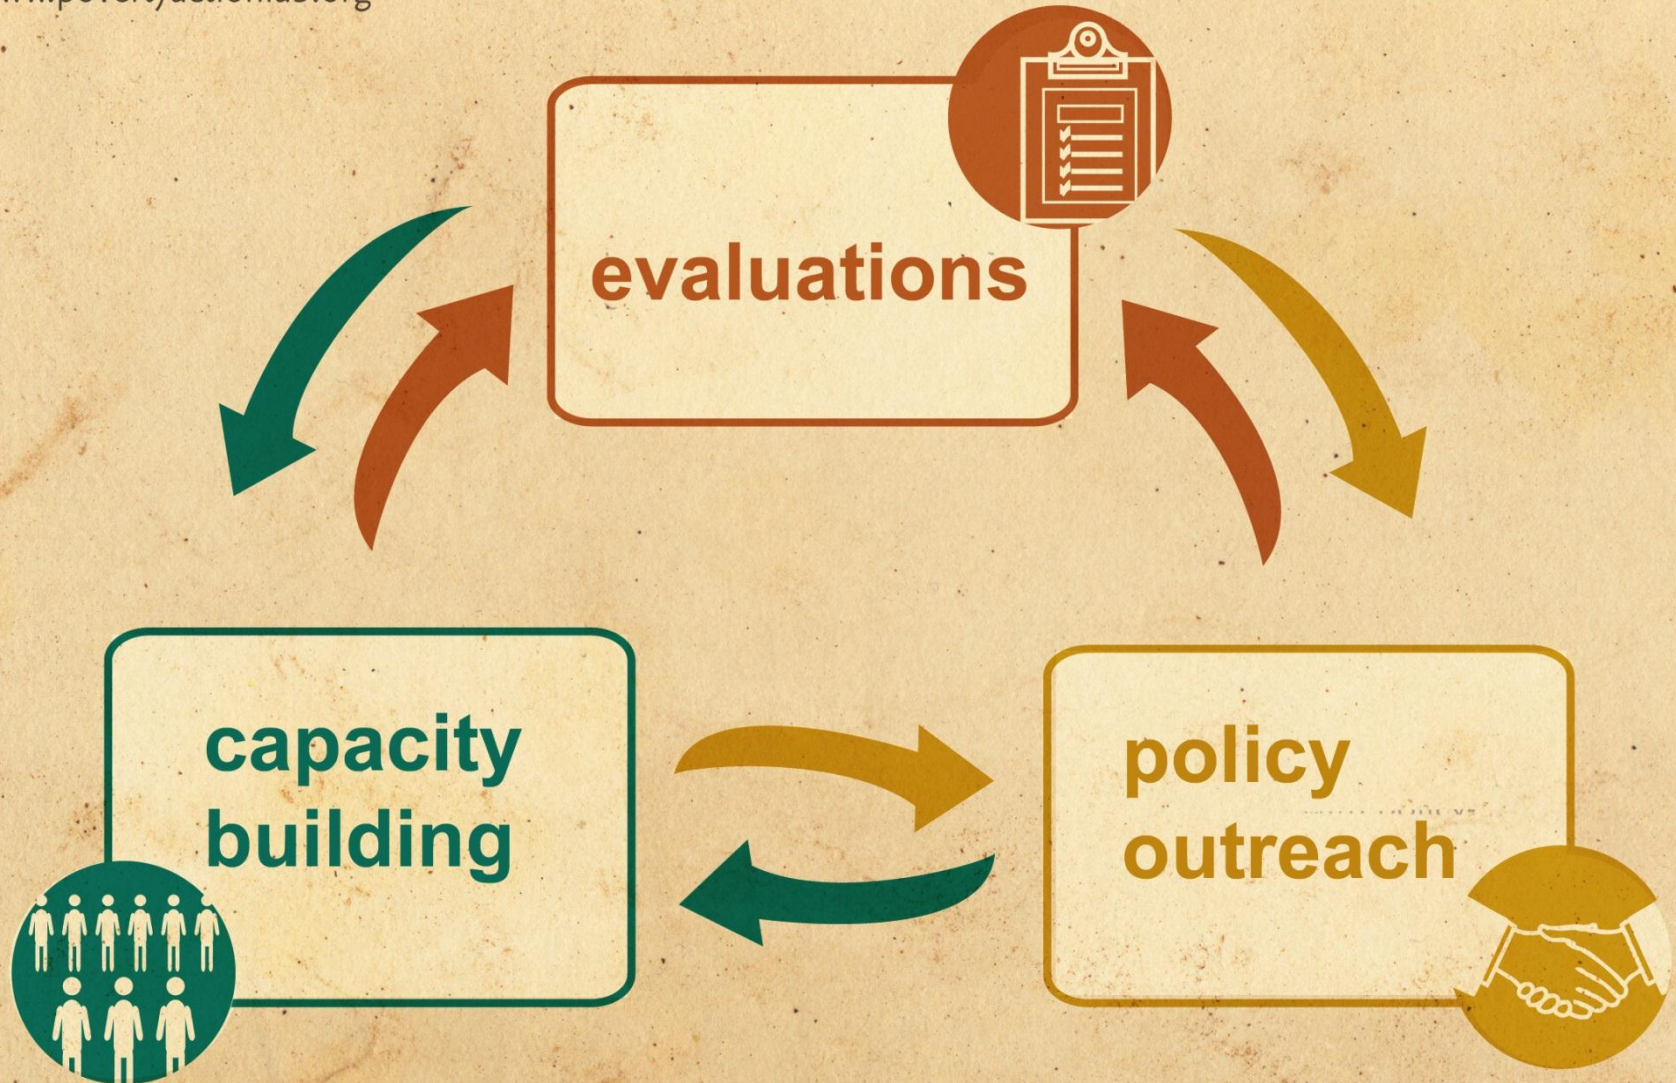 evaluations
capacity
building
policy
outreach